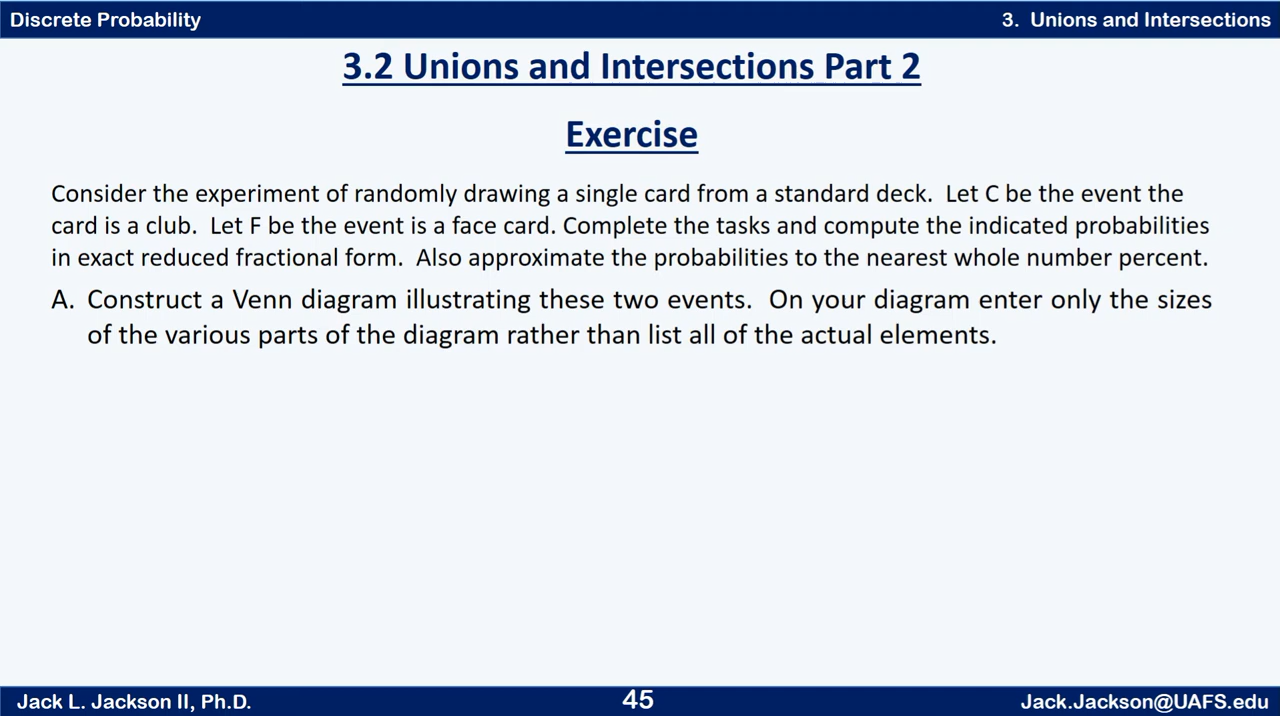 Discrete Probability
3. Unions and Intersections
3.2 Unions and Intersections Part 2
Exercise
Consider the experiment of randomly drawing a single card from a standard deck. Let C be the event the
card is a club. Let F be the event is a face card. Complete the tasks and compute the indicated probabilities
in exact reduced fractional form. Also approximate the probabilities to the nearest whole number percent.
A. Construct a Venn diagram illustrating these two events. On your diagram enter only the sizes
of the various parts of the diagram rather than list all of the actual elements.
Jack L. Jackson II, Ph.D.
45
Jack.Jackson@UAFS.edu